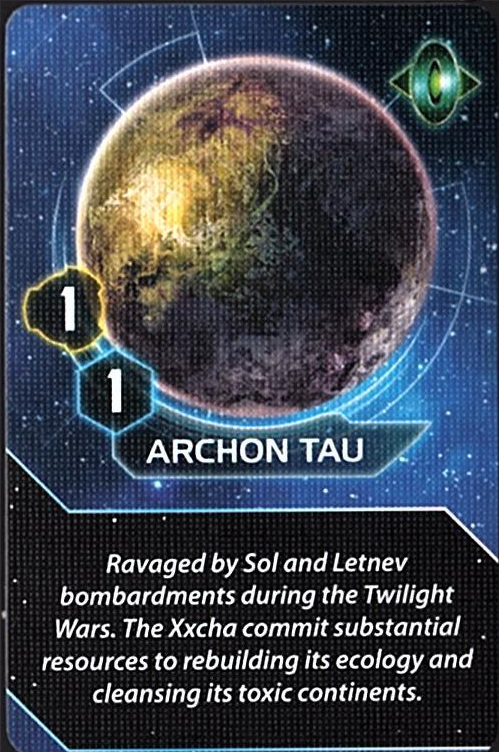 1
1
ARCHON TAU
Ravaged by Sol and Letnev
bombardments during the Twilight
Wars. The Xxcha commit substantial
resources to rebuilding its ecology and
cleansing its toxic continents.